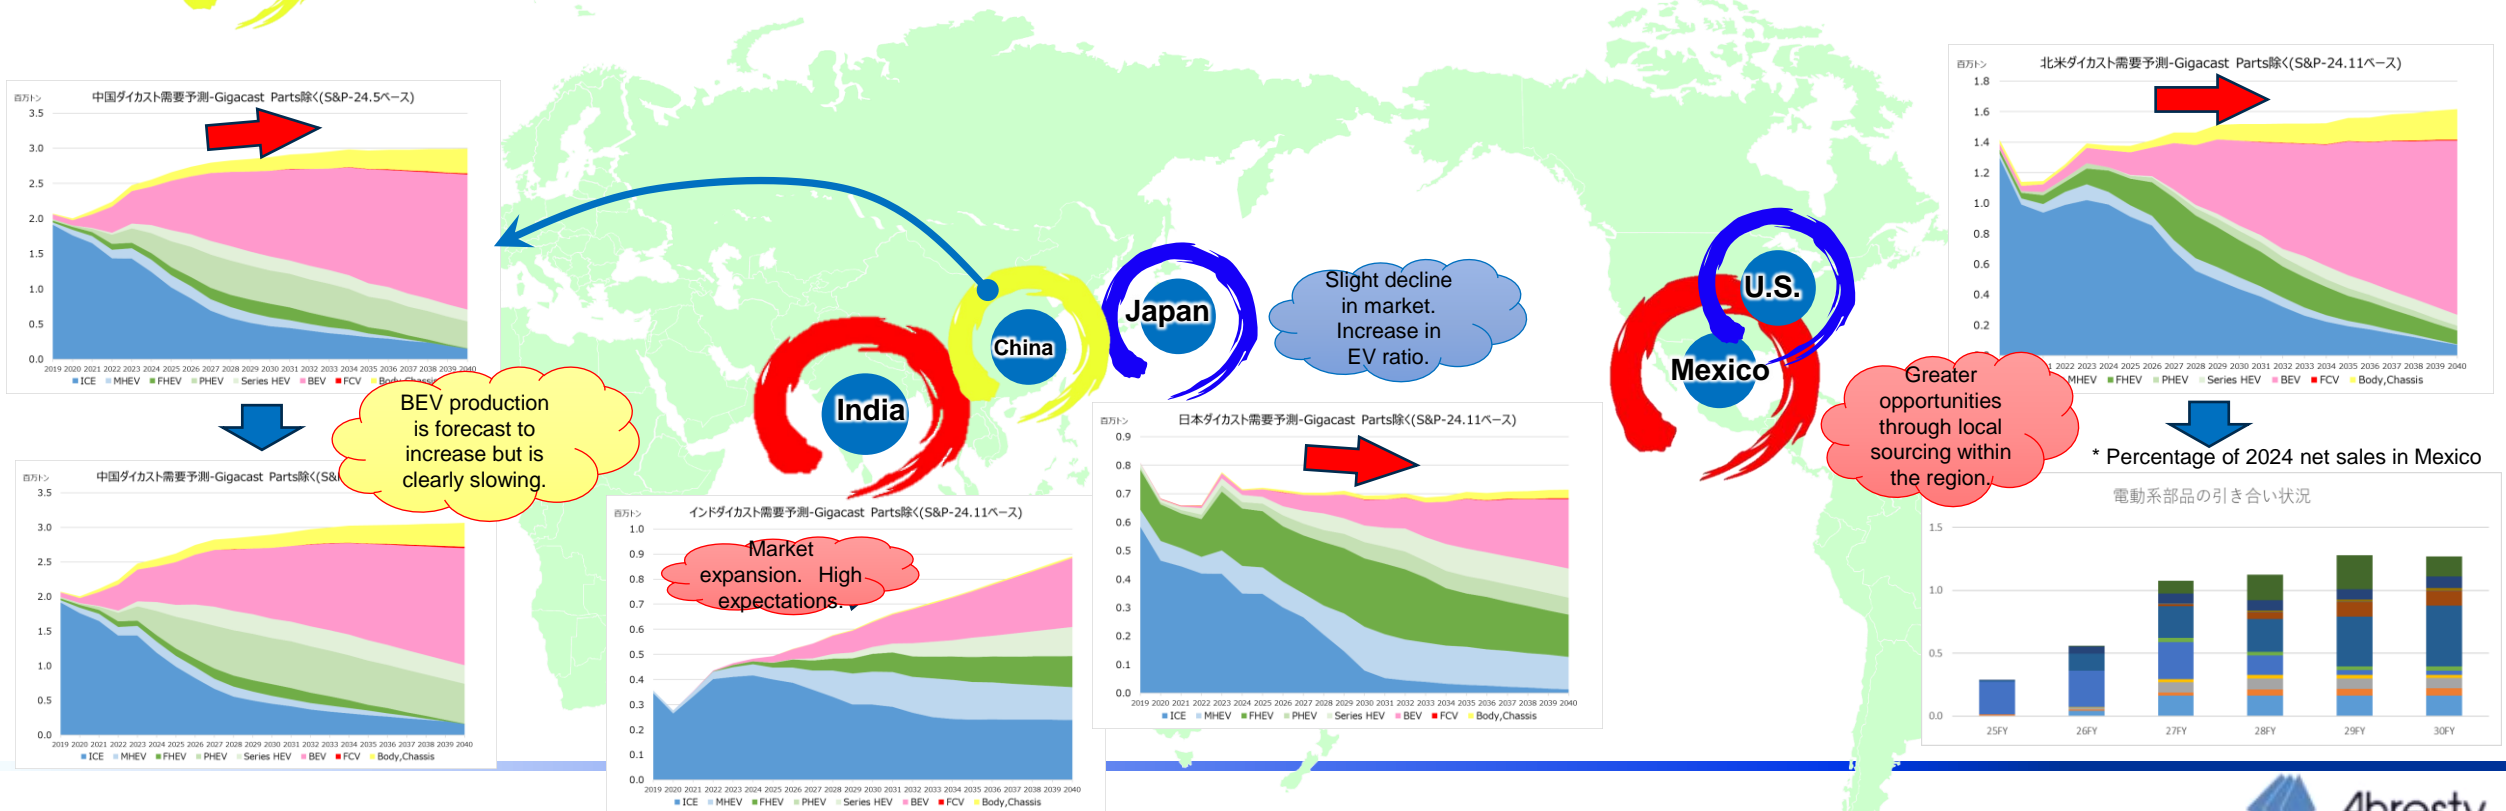 中国ダイカスト需要予測-Gigacast Parts除く(S&P-24.5ベース)
百万トン
3.5
3.0
2.5
2.0
1.5
1.0
0.5
0.0
2019 2020 2021 2022 2023 2024 2025 2026 2027 2028 2029 2030 2031 2032 2033 2034 2035 2036 2037 2038 2039 2040
ICE MHEV FHEV PHEV Series HEV BEV FCV Body,Chassis
BEV production
is forecast to
increase but is
clearly slowing.
中国ダイカスト需要予測-Gigacast Parts除く(S&
百万トン
3.5
3.0
2.5
2.0
1.5
1.0
0.5
0.0
2019 2020 2021 2022 2023 2024 2025 2026 2027 2028 2029 2030 2031 2032 2033 2034 2035 2036 2037 2038 2039 2040
ICE MHEV FHEV PHEV Series HEV BEV FCV Body,Chassis
India
China
Japan
Slight decline
in market.
Increase in
EV ratio.
U.S.
Mexico
Greater
opportunities
through local
sourcing within
the region.
インドダイカスト需要予測-Gigacast Parts除く(S&P-24.11ベース)
百万トン
Market
expansion. High
expectations.
1.0
0.9
0.8
0.7
0.6
0.5
0.4
0.3
0.2
0.1
0.0
2019 2020 2021 2022 2023 2024 2025 2026 2027 2028 2029 2030 2031 2032 2033 2034 2035 2036 2037 2038 2039 2040
ICE MHEV FHEV PHEV Series HEV BEV FCV Body,Chassis
日本ダイカスト需要予測-Gigacast Parts除く(S&P-24.11ベース)
百万トン
0.9
0.8
0.7
0.6
0.5
0.4
0.3
0.2
0.1
0.0
2019 2020 2021 2022 2023 2024 2025 2026 2027 2028 2029 2030 2031 2032 2033 2034 2035 2036 2037 2038 2039 2040
ICE MHEV FHEV PHEV Series HEV BEV FCV Body,Chassis
北米ダイカスト需要予測-Gigacast Parts除く(S&P-24.11ベース)
百万トン
1.8
1.6
1.4
1.2
1.0
0.8
0.6
0.4
0.2
2022 2023 2024 2025 2026 2027 2028 2029 2030 2031 2032 2033 2034 2035 2036 2037 2038 2039 2040
MHEV FHEV PHEV Series HEV BEV FCV Body,Chassis
* Percentage of 2024 net sales in Mexico
電動系部品の引き合い状況
1.5
1.0
0.5
0.0
25FY 26FY 27FY 28FY 29FY 30FY